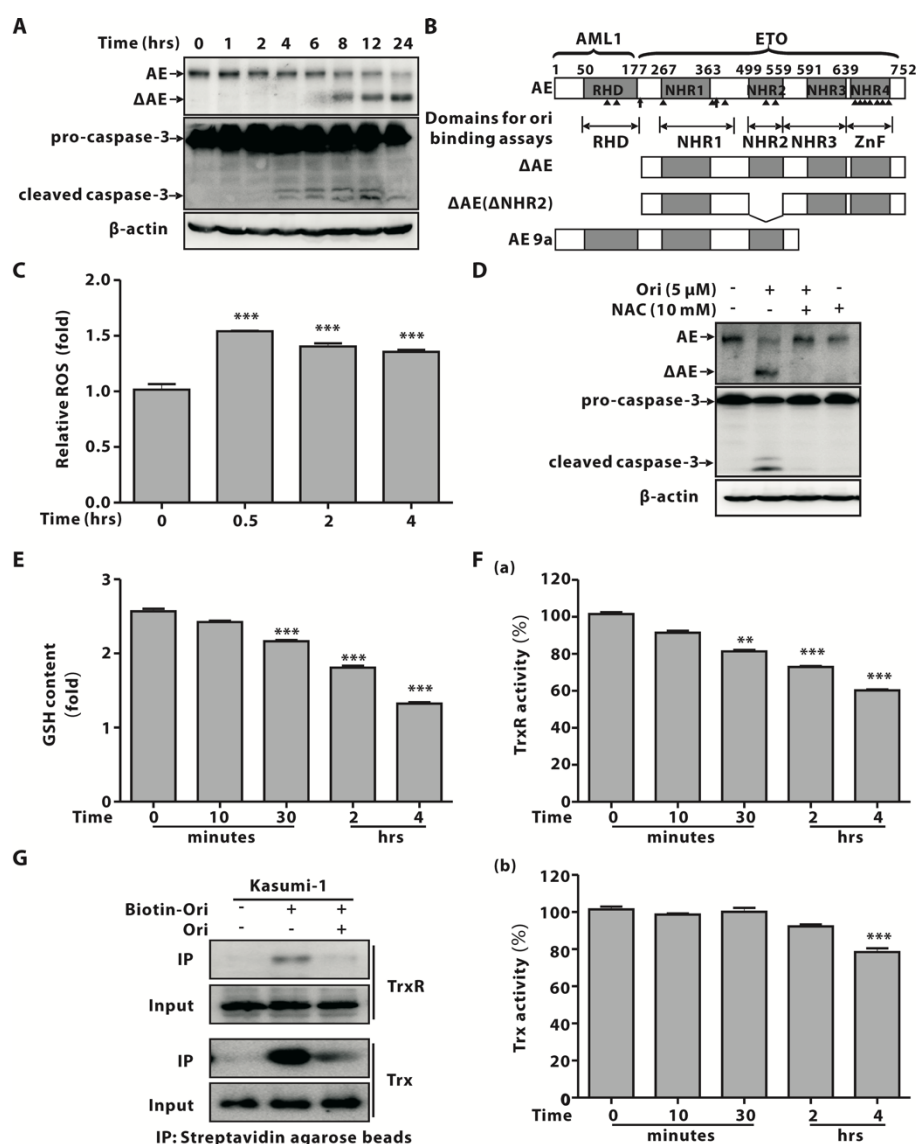 A
Time (hrs) 0 1 2 4 6 8 12 24
AE
ΔAE
pro-caspase-3
cleaved caspase-3
β-actin
B
AML1 ETO
1 50 177 267 363 499 559 591 639 752
AE RHD NHR1 NHR2 NHR3 NHR4
Domains for ori
binding assays
RHD NHR1 NHR2 NHR3 ZnF
ΔAE
ΔAE(ΔNHR2)
AE 9a
C
Relative ROS (fold)
2.0
1.5
1.0
1.5
0.0
*** *** ***
Time (hrs) 0 0.5 2 4
D
Ori (5 μM) - + + -
NAC (10 mM) - - + +
AE
ΔAE
pro-caspase-3
cleaved caspase-3
β-actin
E
GSH content
(fold)
3
2
1
0
*** *** ***
Time 0 10 30 2 4
minutes hrs
F
(a)
TrxR activity (%)
120
100
80
60
40
20
0
** *** ***
Time 0 10 30 2 4
minutes hrs
G
Kasumi-1
Biotin-Ori - + +
Ori - - +
IP
Input
TrxR
IP
Input
Trx
IP: Streptavidin agarose beads
(b)
Trx activity (%)
120
100
80
60
40
20
0
***
Time 0 10 30 2 4
minutes hrs